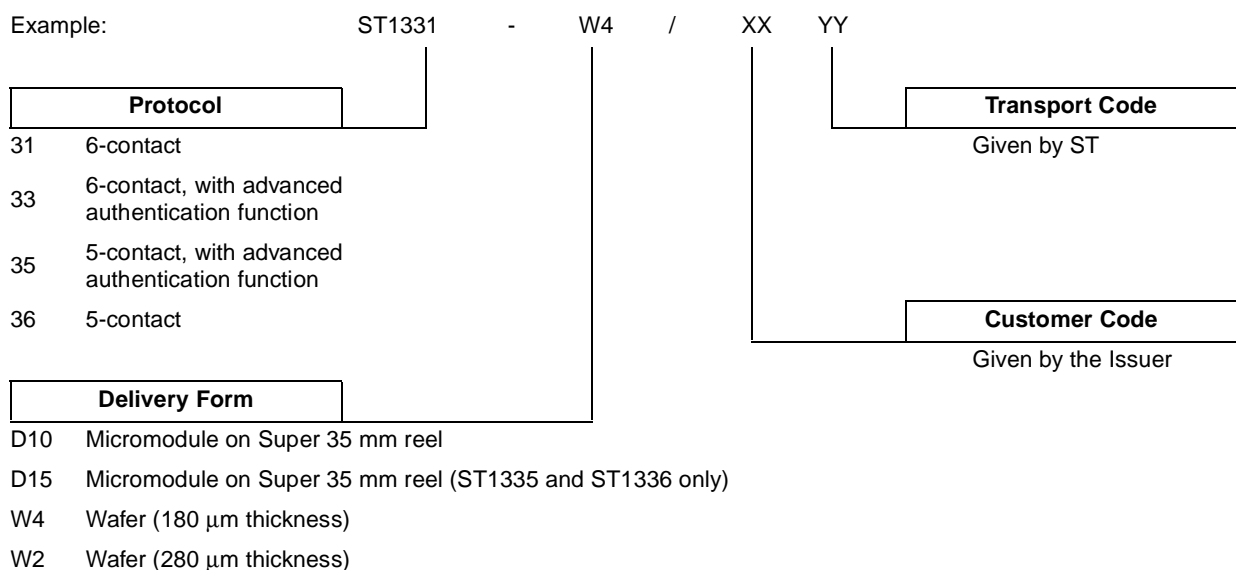 Example: ST1331 - W4 / XX YY
Protocol
31 6-contact
33 6-contact, with advanced
authentication function
35 5-contact, with advanced
authentication function
36 5-contact
Transport Code
Given by ST
Customer Code
Given by the Issuer
Delivery Form
D10 Micromodule on Super 35 mm reel
D15 Micromodule on Super 35 mm reel (ST1335 and ST1336 only)
W4 Wafer (180 μm thickness)
W2 Wafer (280 μm thickness)